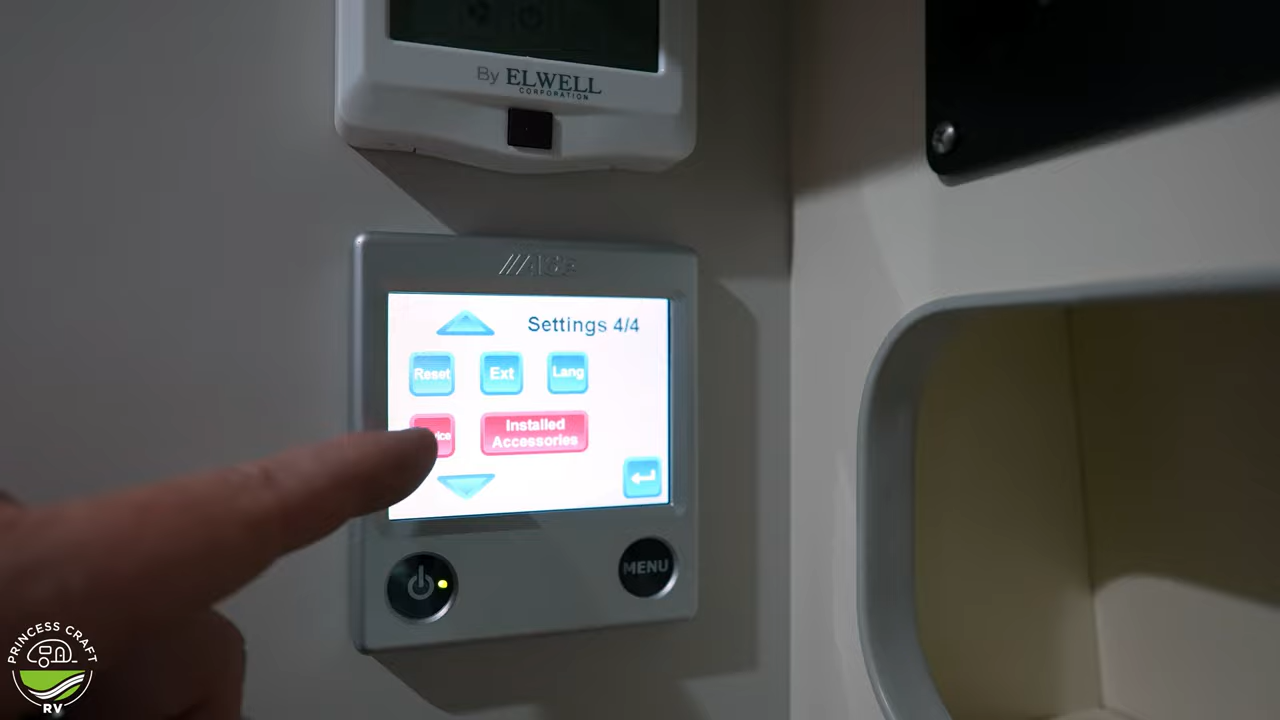 By ELWELL
CORPORATION
Settings 4/4
Reset
Ext
Lang
Installed
Accessories
MENU
PRINCESS CRAFT
RV